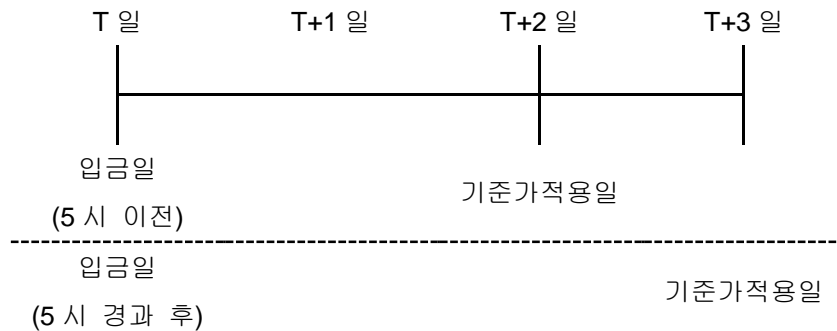 T 일 T+1 일 T+2 일 T+3 일
입금일
(5 시 이전)
기준가적용일
입금일
(5 시 경과 후)
기준가적용일